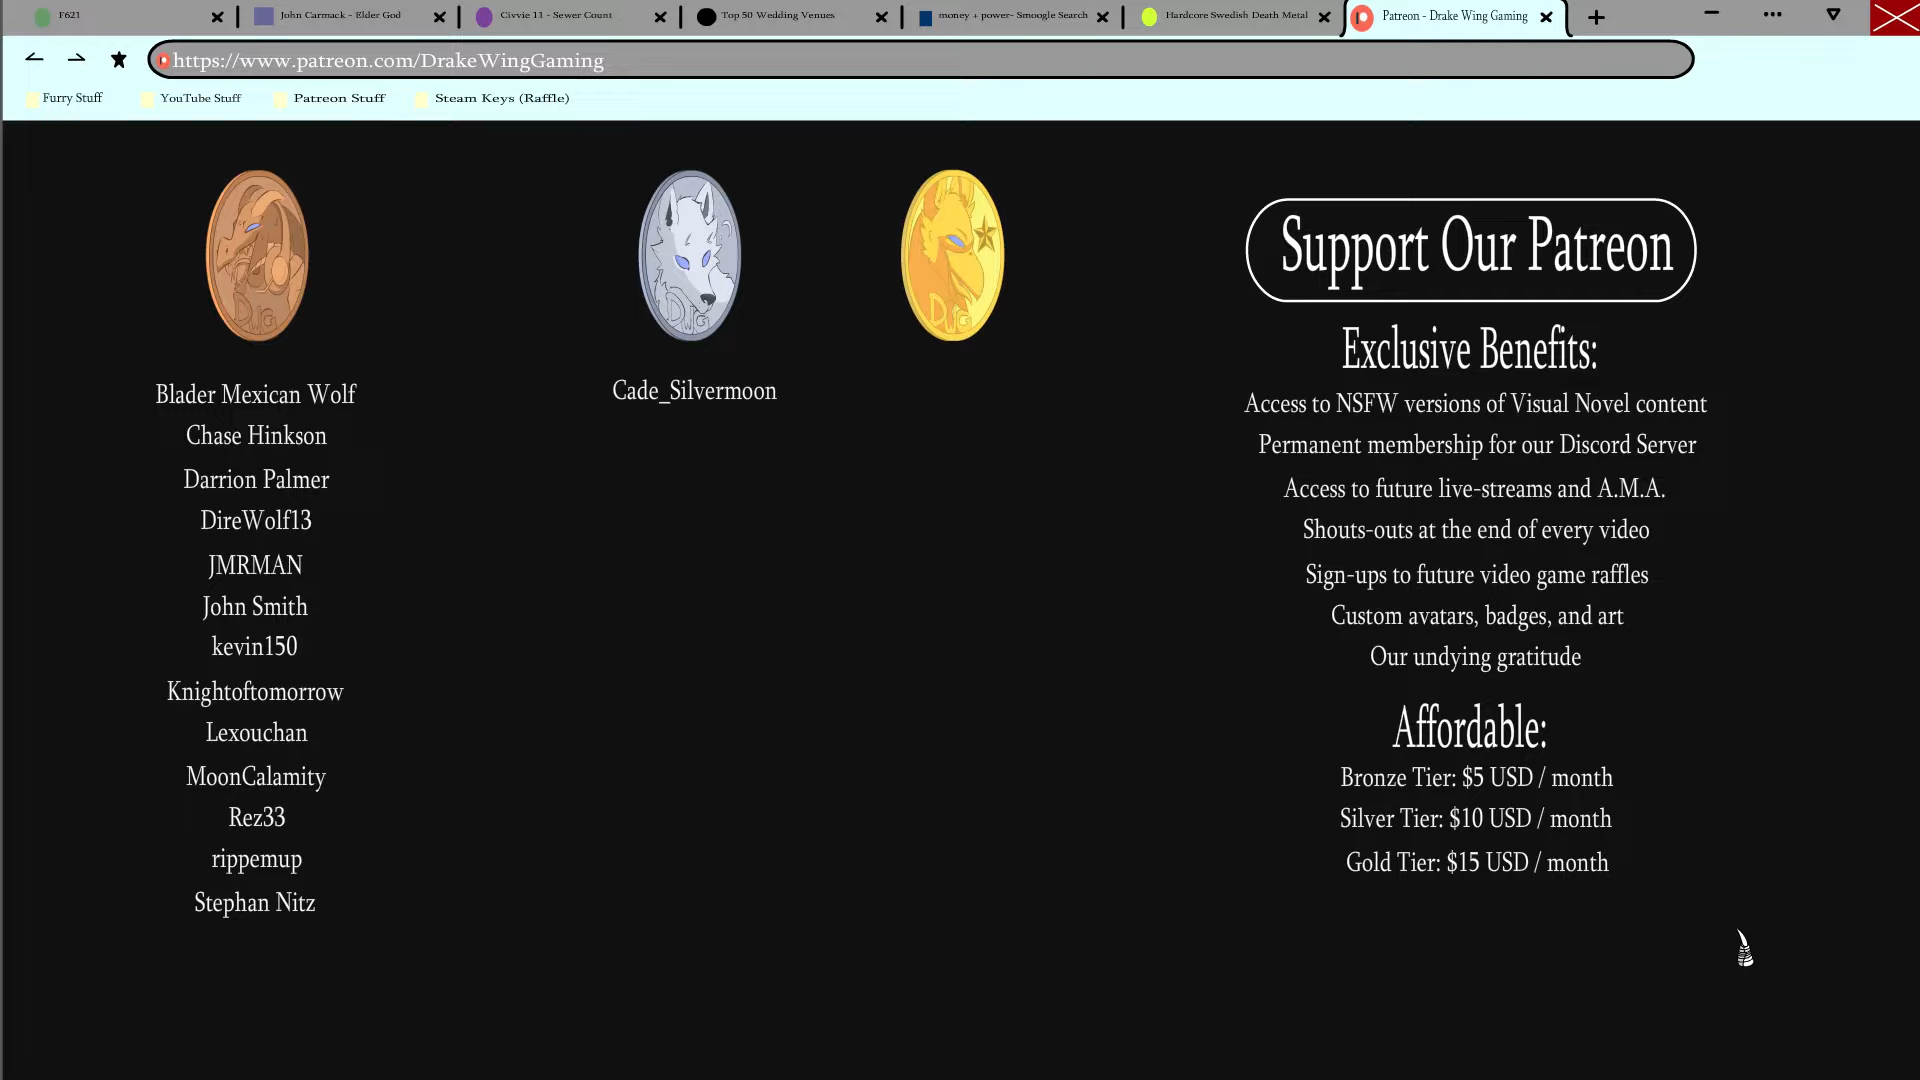 F621
John Carmack - Elder God
Civvie 11 - Sewer Count
Top 50 Wedding Venues
money + power- Smoogle Search
Hardcore Swedish Death Metal
Patreon - Drake Wing Gaming
https://www.patreon.com/DrakeWingGaming
Furry Stuff
YouTube Stuff
Patreon Stuff
Steam Keys (Raffle)
DWG
DWG
DWG
Blader Mexican Wolf
Chase Hinkson
Darrion Palmer
DireWolf13
JMRMAN
John Smith
kevin150
Knightoftomorrow
Lexouchan
MoonCalamity
Rez33
rippemup
Stephan Nitz
Cade_Silvermoon
Support Our Patreon
Exclusive Benefits:
Access to NSFW versions of Visual Novel content
Permanent membership for our Discord Server
Access to future live-streams and A.M.A.
Shouts-outs at the end of every video
Sign-ups to future video game raffles
Custom avatars, badges, and art
Our undying gratitude
Affordable:
Bronze Tier: $5 USD / month
Silver Tier: $10 USD / month
Gold Tier: $15 USD / month